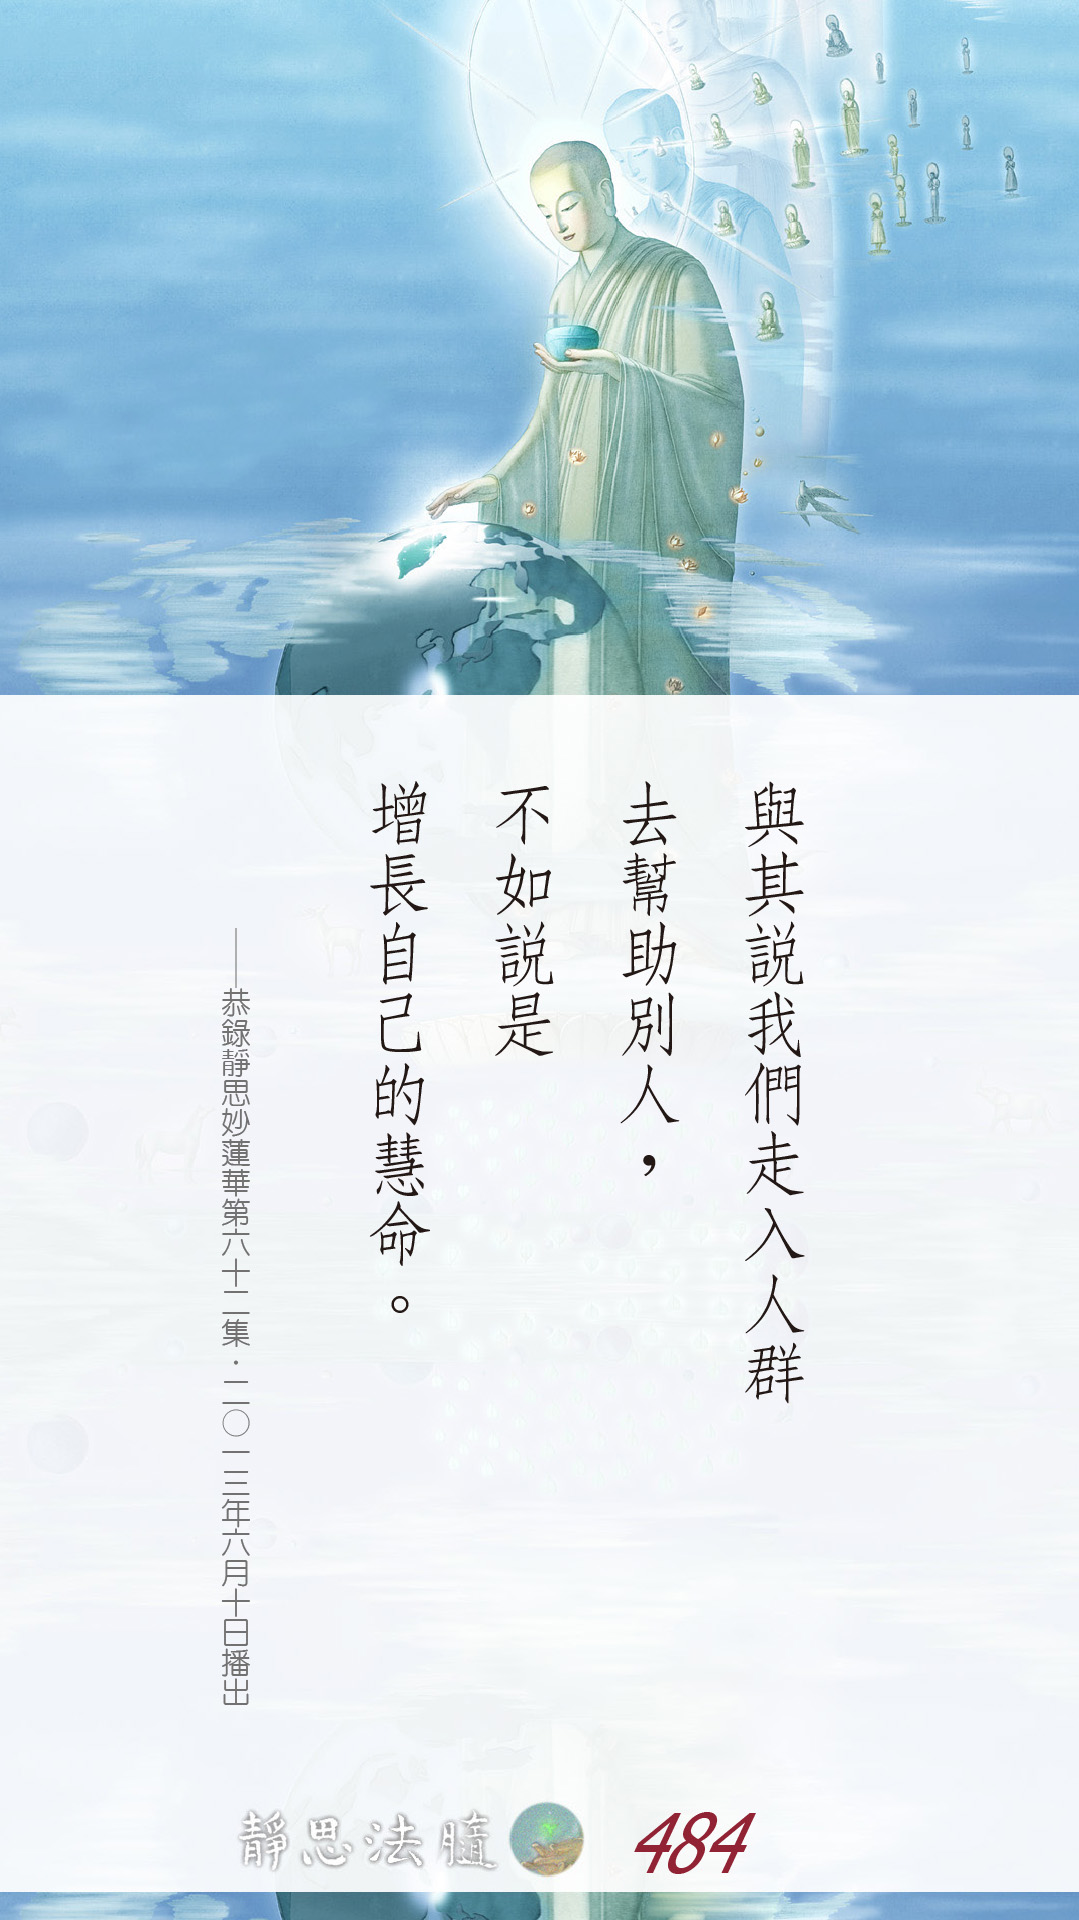 與其說我們走入人群
去幫助別人，
不如說是
增長自己的慧命。
——恭錄靜思妙蓮華第六十二集．二〇一三年六月十日播出
靜思法髓
484